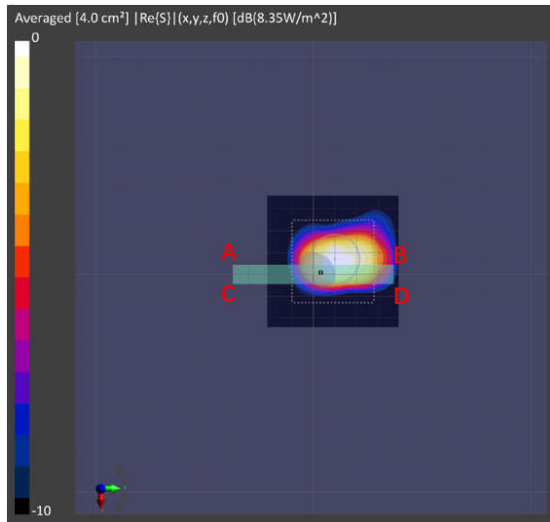 Averaged [4.0 cm²] |Re{S}|(x,y,z,f0) [dB(8.35W/m^2)]
0
A
B
C
D
-10